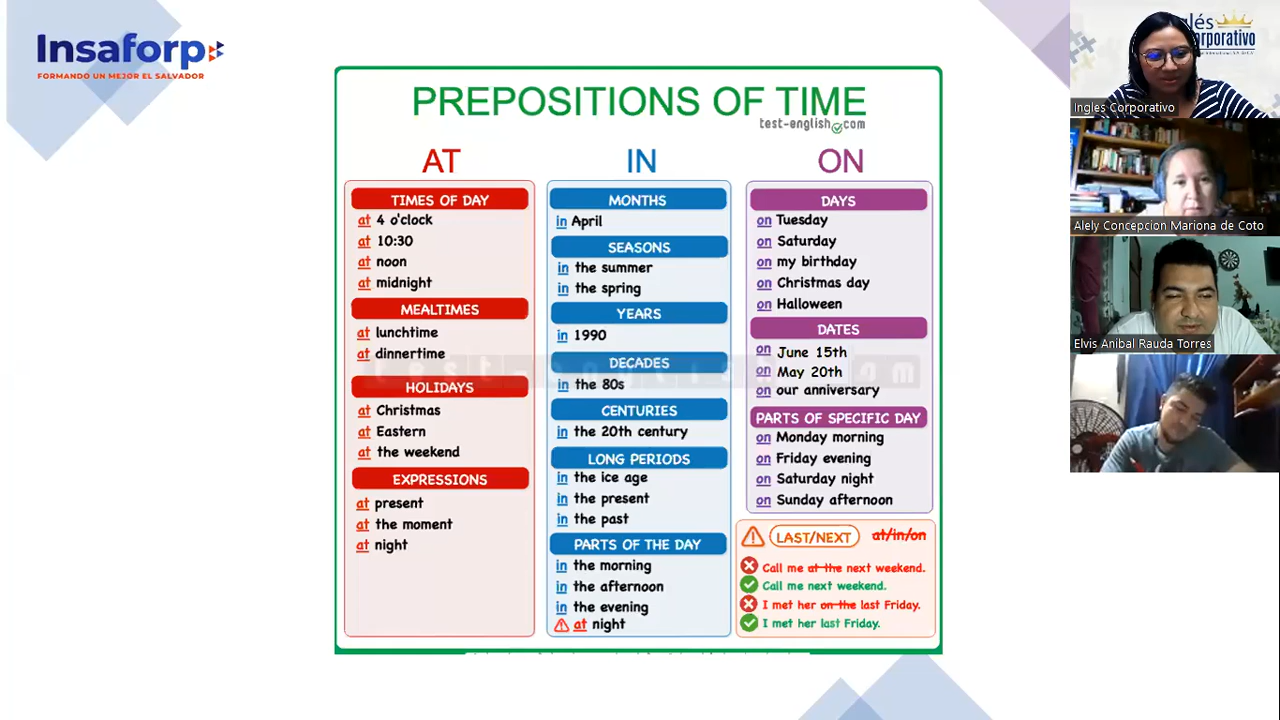 Insaforp
FORMANDO UN MEJOR EL SALVADOR
PREPOSITIONS OF TIME
test-english.com
AT
TIMES OF DAY
at 4 o'clock
at 10:30
at noon
at midnight
MEALTIMES
at lunchtime
at dinnertime
HOLIDAYS
at Christmas
at Eastern
at the weekend
EXPRESSIONS
at present
at the moment
at night
IN
MONTHS
in April
SEASONS
in the summer
in the spring
YEARS
in 1990
DECADES
in the 80s
CENTURIES
in the 20th century
LONG PERIODS
in the ice age
in the present
in the past
PARTS OF THE DAY
in the morning
in the afternoon
in the evening
at night
ON
DAYS
on Tuesday
on Saturday
on my birthday
on Christmas day
on Halloween
DATES
on June 15th
on May 20th
on our anniversary
PARTS OF SPECIFIC DAY
on Monday morning
on Friday evening
on Saturday night
on Sunday afternoon
LAST/NEXT at/in/on
Call me at the next weekend.
Call me next weekend.
I met her on the last Friday.
I met her last Friday.
Ingles Corporativo
Alely Concepcion Mariona de Coto
Elvis Anibal Rauda Torres